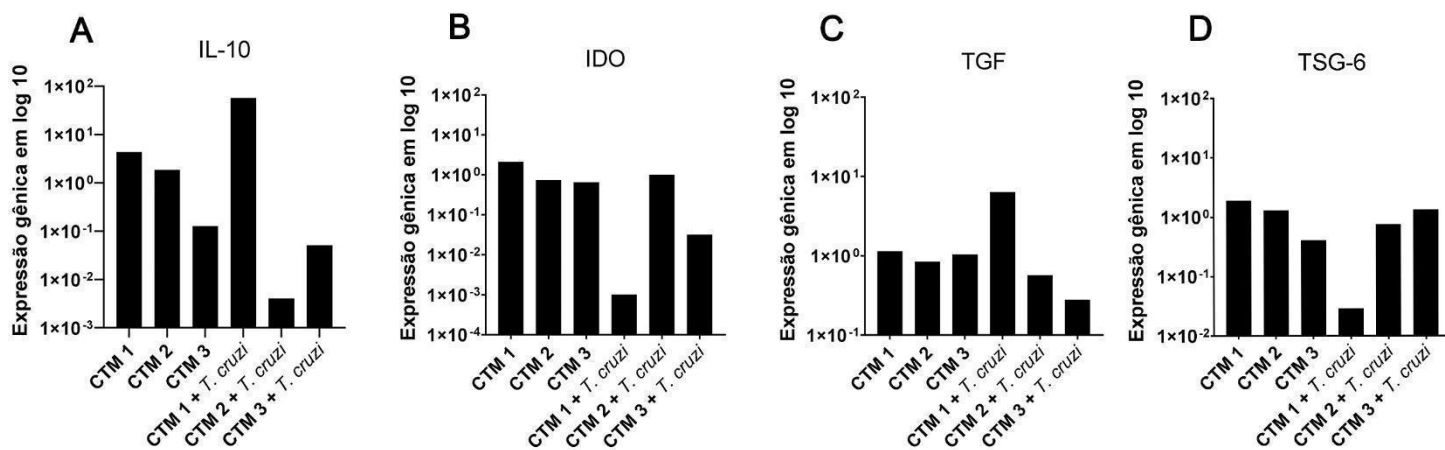 A
IL-10
Expressão gênica em log 10
1×10²
1×10¹
1×10⁰
1×10⁻¹
1×10⁻²
1×10⁻³
CTM 1
CTM 2
CTM 3
CTM 1 + T. cruzi
CTM 2 + T. cruzi
CTM 3 + T. cruzi
B
IDO
Expressão gênica em log 10
1×10²
1×10¹
1×10⁰
1×10⁻¹
1×10⁻²
1×10⁻³
1×10⁻⁴
CTM 1
CTM 2
CTM 3
CTM 1 + T. cruzi
CTM 2 + T. cruzi
CTM 3 + T. cruzi
C
TGF
Expressão gênica em log 10
1×10²
1×10¹
1×10⁰
1×10⁻¹
CTM 1
CTM 2
CTM 3
CTM 1 + T. cruzi
CTM 2 + T. cruzi
CTM 3 + T. cruzi
D
TSG-6
Expressão gênica em log 10
1×10²
1×10¹
1×10⁰
1×10⁻¹
1×10⁻²
CTM 1
CTM 2
CTM 3
CTM 1 + T. cruzi
CTM 2 + T. cruzi
CTM 3 + T. cruzi